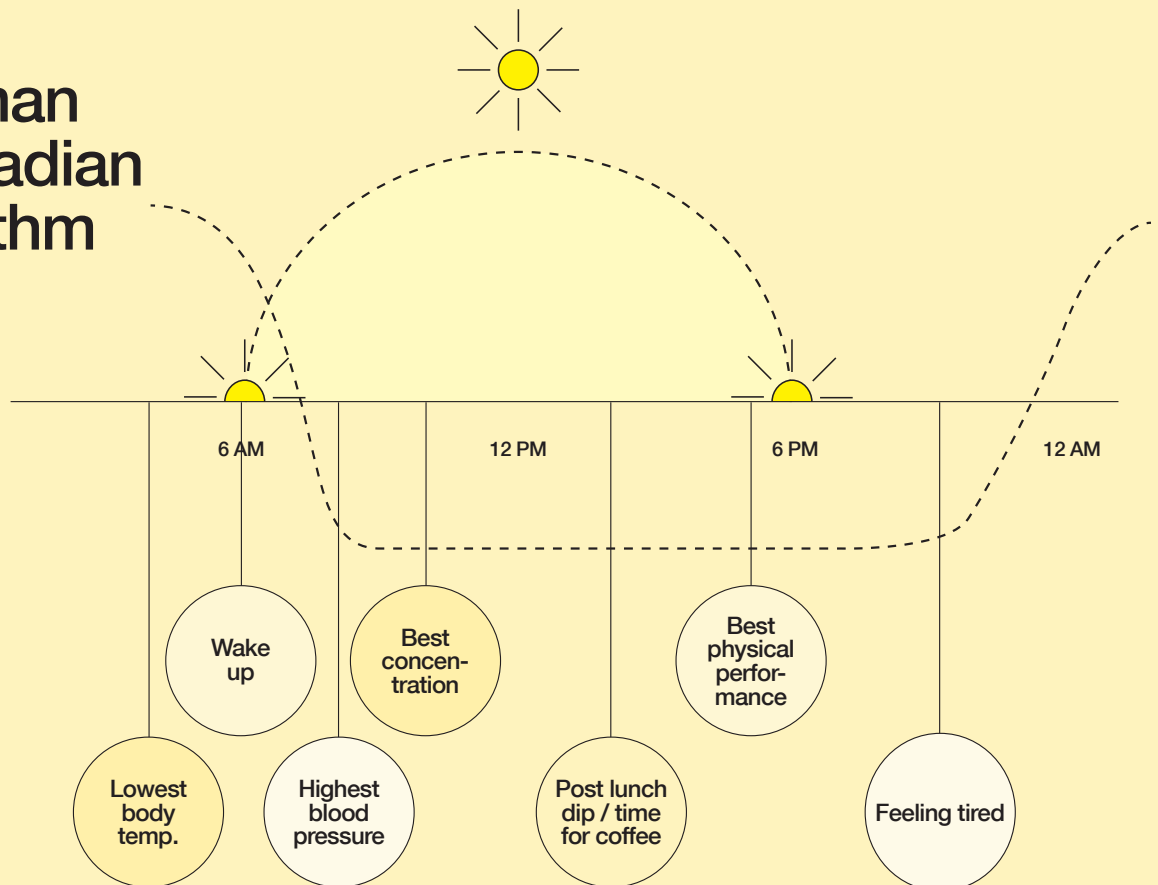 nan
adian
thm
6 AM
12 PM
6 PM
12 AM
Wake
up
Best
concen-
tration
Best
physical
perfor-
mance
Lowest
body
temp.
Highest
blood
pressure
Post lunch
dip / time
for coffee
Feeling tired